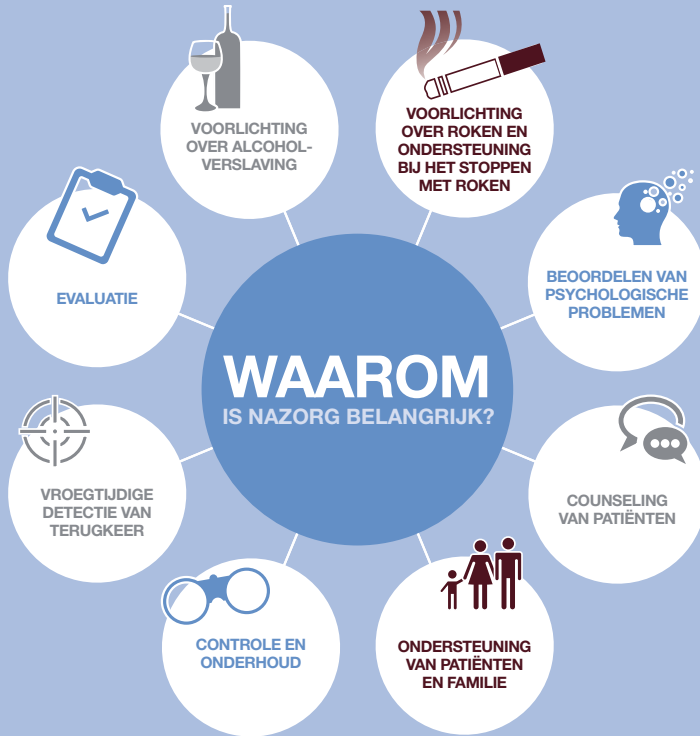 WAAROM
IS NAZORG BELANGRIJK?
VOORLICHTING
OVER ALCOHOL-
VERSLAVING
VOORLICHTING
OVER ROKEN EN
ONDERSTEUNING
BIJ HET STOPPEN
MET ROKEN
BEOORDELEN VAN
PSYCHOLOGISCHE
PROBLEMEN
COUNSELING
VAN PATIËNTEN
ONDERSTEUNING
VAN PATIËNTEN
EN FAMILIE
CONTROLE EN
ONDERHOUD
VROEGTIJDIGE
DETECTIE VAN
TERUGKEER
EVALUATIE